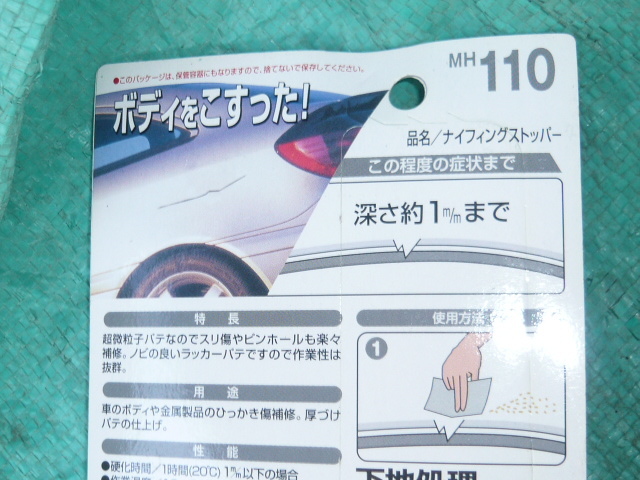 ●このパッケージは、保管容器にもなりますので、捨てないで保存してください。
MH110
ボディをこすった!
品名/ナイフィングストッパー
この程度の症状まで
深さ約1m/mまで
特長
超微粒子パテなのでスリ傷やピンホールも楽々
補修。ノビの良いラッカーパテですので作業性は
抜群。
用途
車のボディや金属製品のひっかき傷補修。厚づけ
パテの仕上げ。
性能
●硬化時間/1時間(20℃)1m/m以下の場合
使用方法
1
下地処理